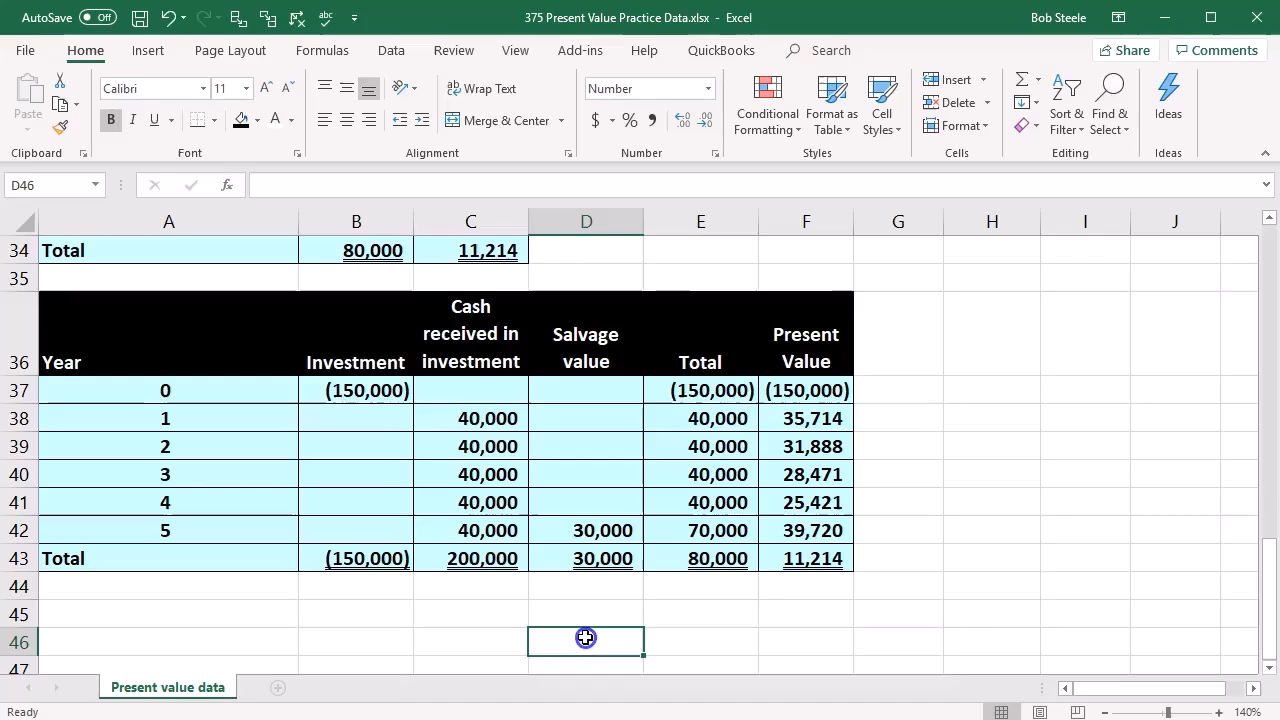 AutoSave Off 375 Present Value Practice Data.xlsx - Excel Bob Steele
File Home Insert Page Layout Formulas Data Review View Add-ins Help QuickBooks Search Share Comments
Paste
Calibri 11
B I U A
Wrap Text
Merge & Center
Number
$ % ,
Conditional Formatting
Format as Table
Cell Styles
Insert
Delete
Format
Sort & Filter
Find & Select
Ideas
Clipboard Font Alignment Number Styles Cells Editing Ideas
D46 fx
A B C D E F G H I J
34 Total 80,000 11,214
35
36 Year Investment Cash received in investment Salvage value Total Present Value
37 0 (150,000) (150,000) (150,000)
38 1 40,000 40,000 35,714
39 2 40,000 40,000 31,888
40 3 40,000 40,000 28,471
41 4 40,000 40,000 25,421
42 5 40,000 30,000 70,000 39,720
43 Total (150,000) 200,000 30,000 80,000 11,214
44
45
46
47
Present value data
Ready 140%